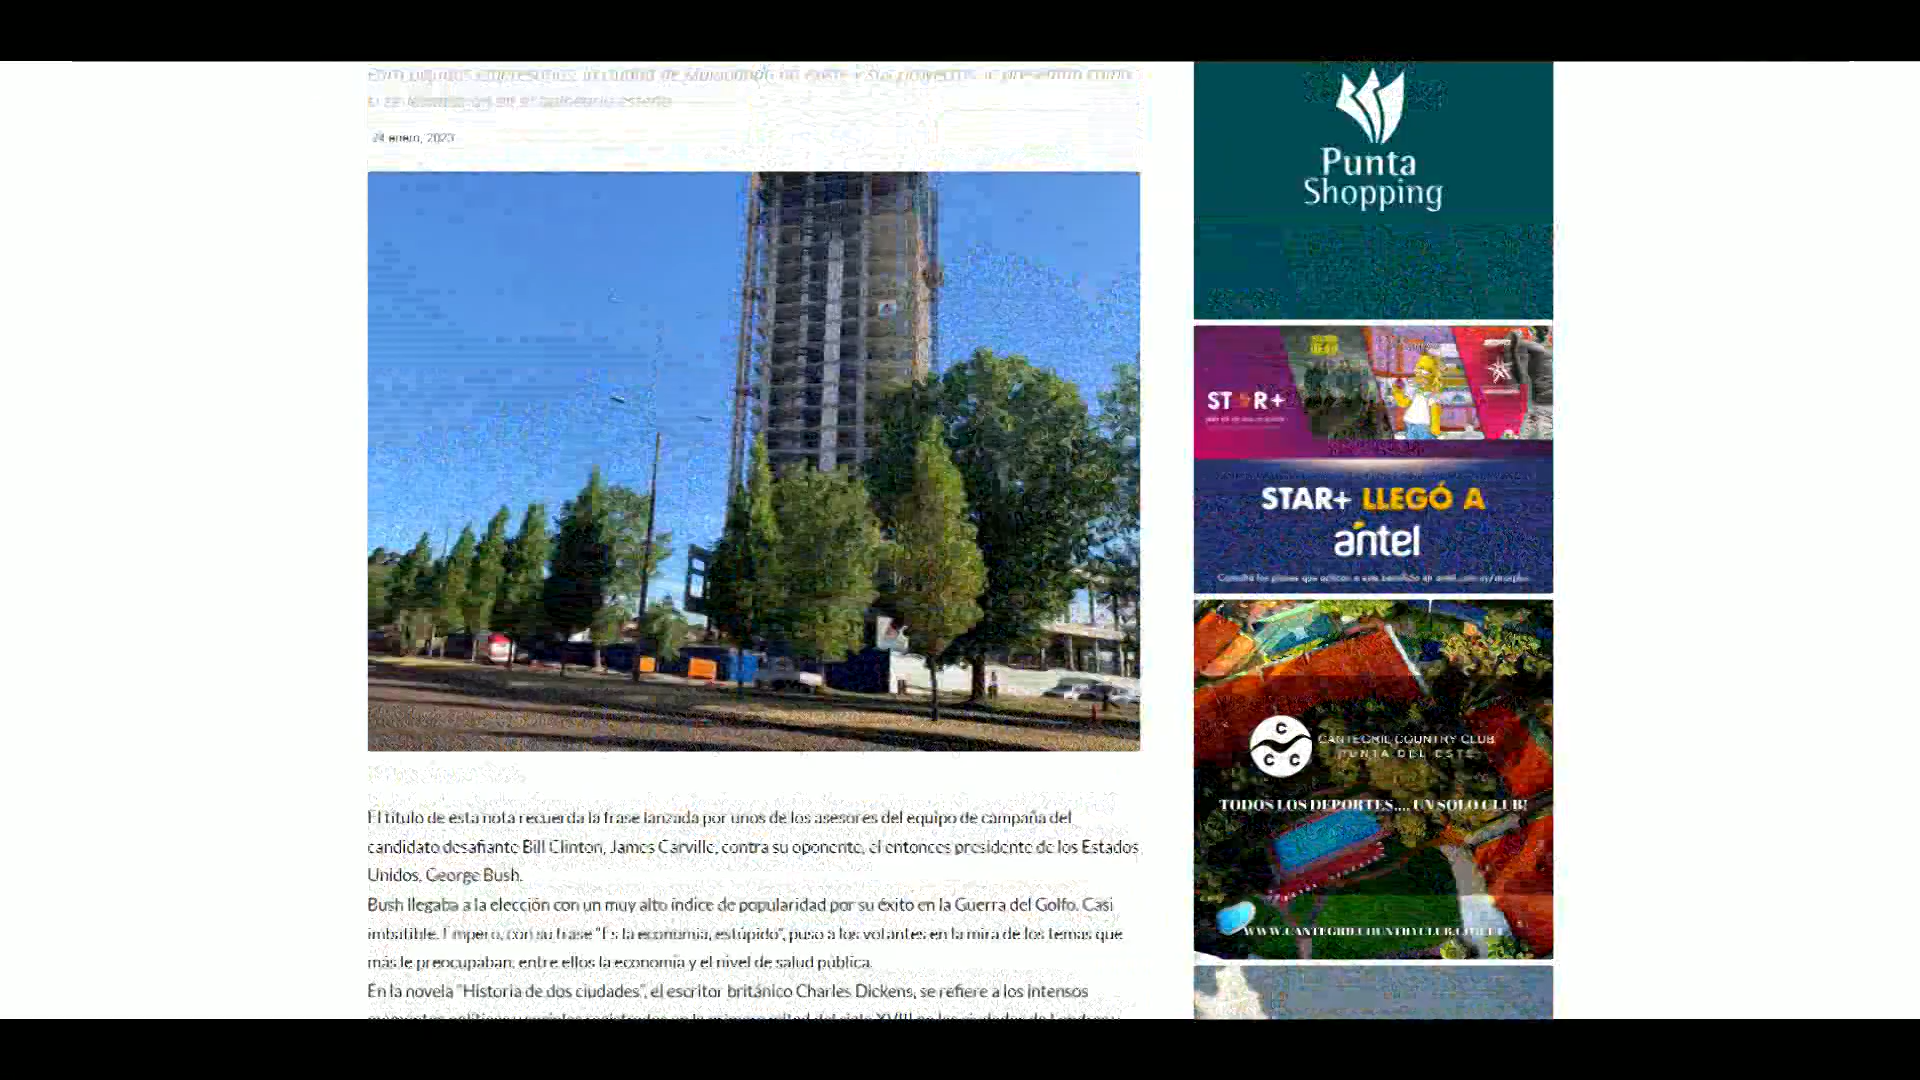 enero, 2023
El título de esta nota recuerda la frase lanzada por unos de los asesores del equipo de campaña del
candidato desafiante Bill Clinton, James Carville, contra su oponente, el entonces presidente de los Estados
Unidos, George Bush.
Bush llegaba a la elección con un muy alto índice de popularidad por su éxito en la Guerra del Golfo. Casi
imbatible. Empero, con su frase “Es la economía, estúpido”, puso a los votantes en la mira de los temas que
más le preocupaban, entre ellos la economía y el nivel de salud pública.
En la novela “Historia de dos ciudades”, el escritor británico Charles Dickens, se refiere a los intensos
Punta
Shopping
ST R+
STAR+ LLEGÓ A
antel
C
C C
CANTEGRIL COUNTRY CLUB
PUNTA DEL ESTE
TODOS LOS DEPORTES.... UN SOLO CLUB!